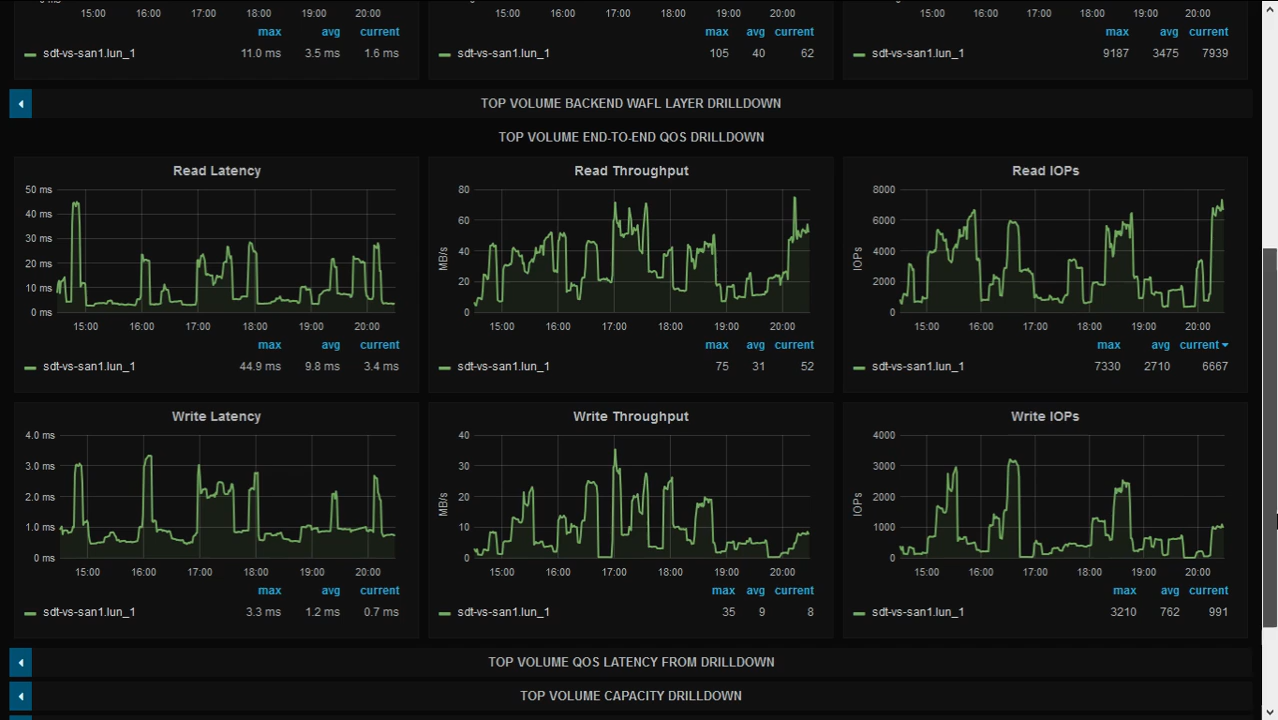 0 ms
15:00 16:00 17:00 18:00 19:00 20:00
max avg current
sdt-vs-san1.lun_1 11.0 ms 3.5 ms 1.6 ms
15:00 16:00 17:00 18:00 19:00 20:00
max avg current
sdt-vs-san1.lun_1 105 40 62
15:00 16:00 17:00 18:00 19:00 20:00
max avg current
sdt-vs-san1.lun_1 9187 3475 7939
TOP VOLUME BACKEND WAFL LAYER DRILLDOWN
TOP VOLUME END-TO-END QOS DRILLDOWN
Read Latency
50 ms
40 ms
30 ms
20 ms
10 ms
0 ms
15:00 16:00 17:00 18:00 19:00 20:00
max avg current
sdt-vs-san1.lun_1 44.9 ms 9.8 ms 3.4 ms
Read Throughput
MB/s
80
60
40
20
0
15:00 16:00 17:00 18:00 19:00 20:00
max avg current
sdt-vs-san1.lun_1 75 31 52
Read IOPs
IOPs
8000
6000
4000
2000
0
15:00 16:00 17:00 18:00 19:00 20:00
max avg current
sdt-vs-san1.lun_1 7330 2710 6667
Write Latency
4.0 ms
3.0 ms
2.0 ms
1.0 ms
0 ms
15:00 16:00 17:00 18:00 19:00 20:00
max avg current
sdt-vs-san1.lun_1 3.3 ms 1.2 ms 0.7 ms
Write Throughput
MB/s
40
30
20
10
0
15:00 16:00 17:00 18:00 19:00 20:00
max avg current
sdt-vs-san1.lun_1 35 9 8
Write IOPs
IOPs
4000
3000
2000
1000
0
15:00 16:00 17:00 18:00 19:00 20:00
max avg current
sdt-vs-san1.lun_1 3210 762 991
TOP VOLUME QOS LATENCY FROM DRILLDOWN
TOP VOLUME CAPACITY DRILLDOWN